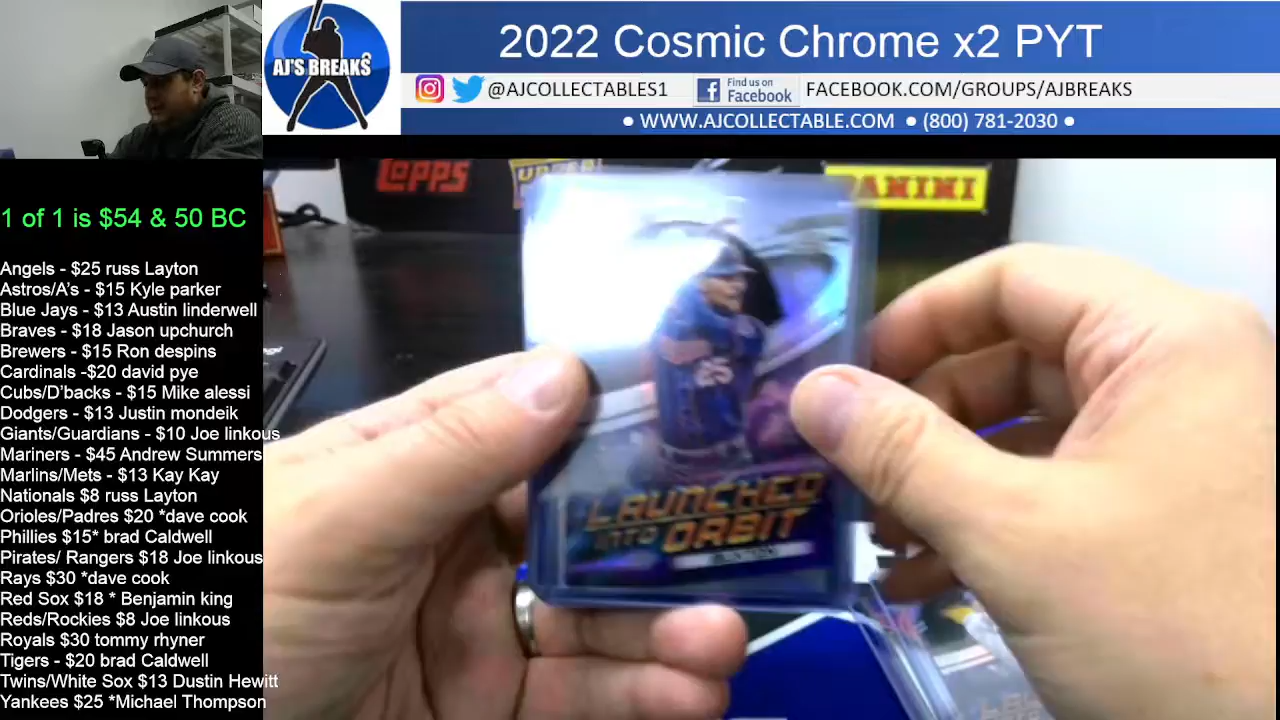 AJ'S BREAKS
2022 Cosmic Chrome x2 PYT
@AJCOLLECTABLES1
Find us on
Facebook
FACEBOOK.COM/GROUPS/AJBREAKS
● WWW.AJCOLLECTABLE.COM ● (800) 781-2030 ●
TOPPS
UPPER
PANINI
1 of 1 is $54 & 50 BC
Angels - $25 russ Layton
Astros/A's - $15 Kyle parker
Blue Jays - $13 Austin linderwell
Braves - $18 Jason upchurch
Brewers - $15 Ron despins
Cardinals -$20 david pye
Cubs/D'backs - $15 Mike alessi
Dodgers - $13 Justin mondeik
Giants/Guardians - $10 Joe linkous
Mariners - $45 Andrew Summers
Marlins/Mets - $13 Kay Kay
Nationals $8 russ Layton
Orioles/Padres $20 *dave cook
Phillies $15* brad Caldwell
Pirates/ Rangers $18 Joe linkous
Rays $30 *dave cook
Red Sox $18 * Benjamin king
Reds/Rockies $8 Joe linkous
Royals $30 tommy rhyner
Tigers - $20 brad Caldwell
Twins/White Sox $13 Dustin Hewitt
Yankees $25 *Michael Thompson
25
LAUNCHED
INTO ORBIT